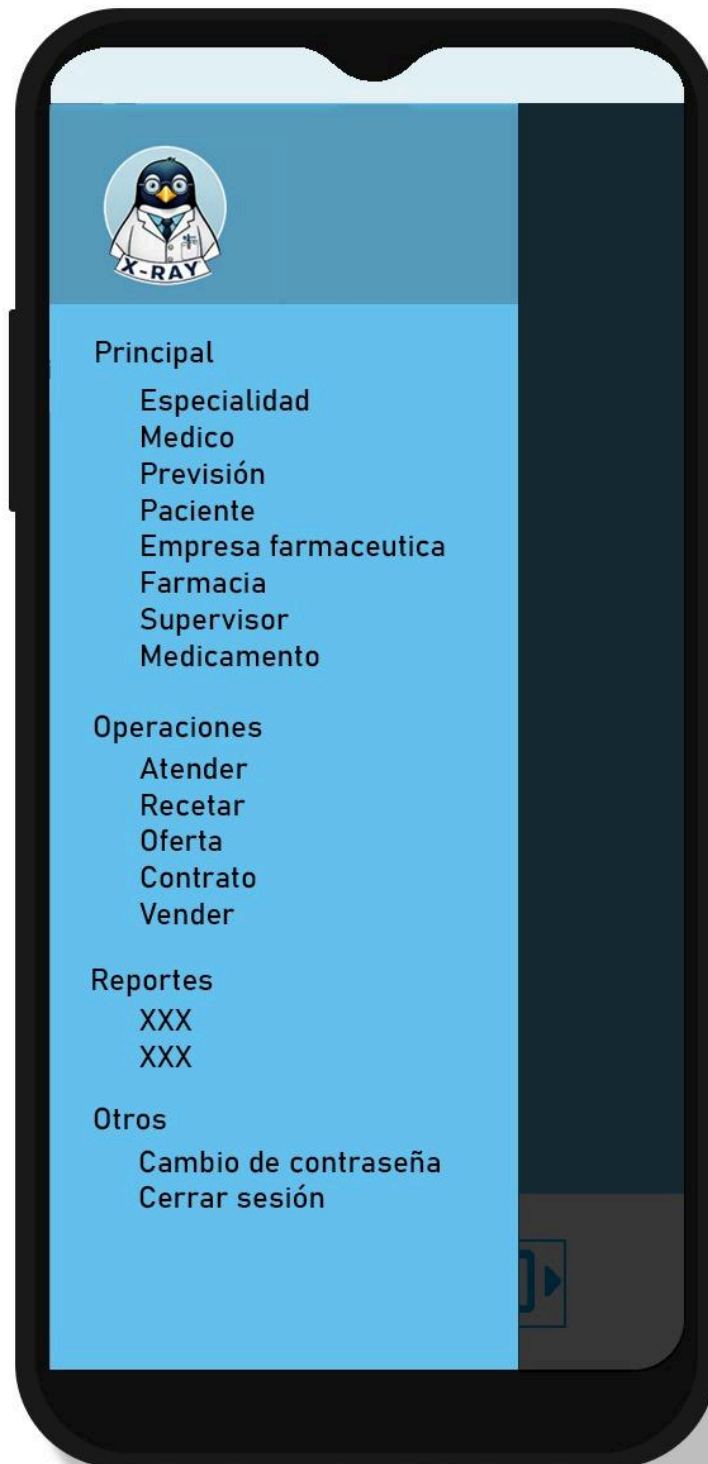 X-RAY
Principal
Especialidad
Medico
Previsión
Paciente
Empresa farmaceutica
Farmacia
Supervisor
Medicamento
Operaciones
Atender
Recetar
Oferta
Contrato
Vender
Reportes
XXX
XXX
Otros
Cambio de contraseña
Cerrar sesión